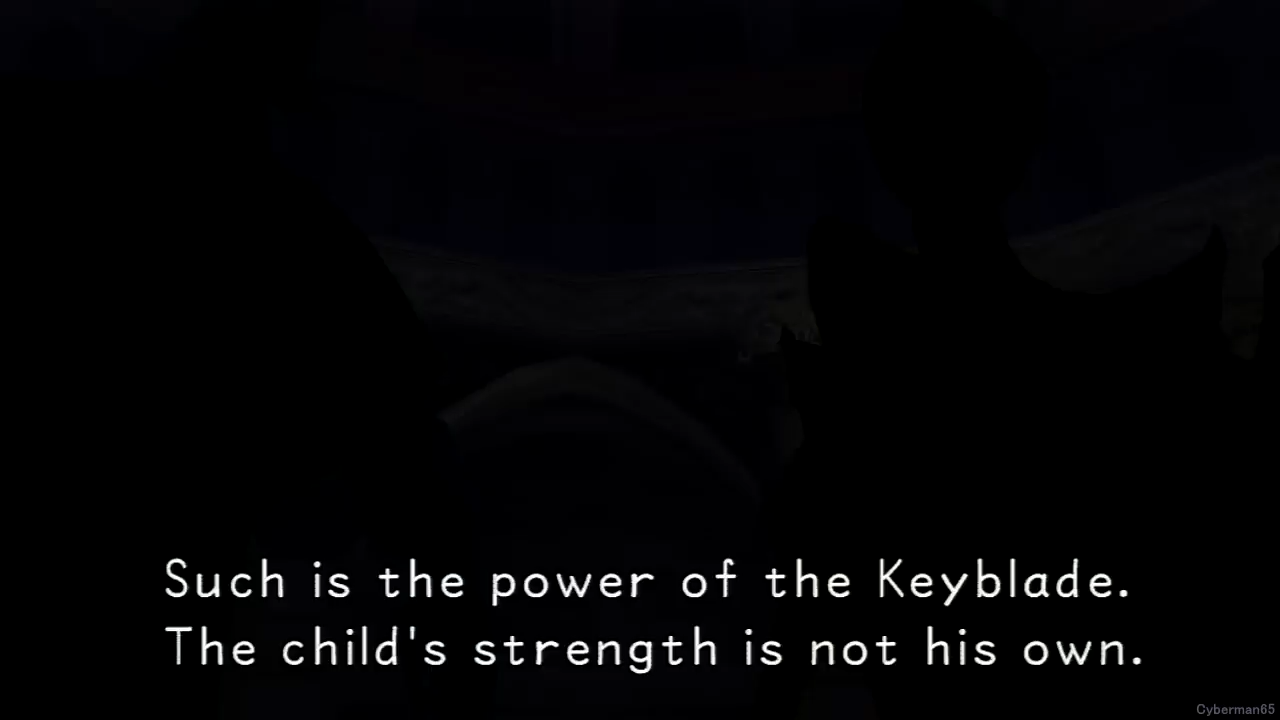 Such is the power of the Keyblade.
The child's strength is not his own.
Cyberman65